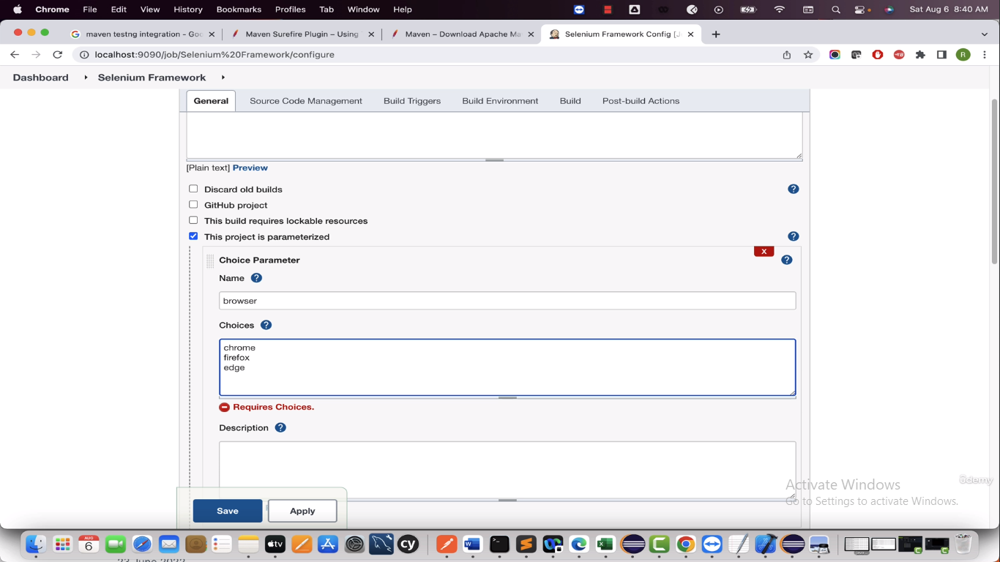 Chrome File Edit View History Bookmarks Profiles Tab Window Help Sat Aug 6 8:40 AM
maven testng integration - Goo Maven Surefire Plugin – Using Maven – Download Apache Ma Selenium Framework Config [J
localhost:9090/job/Selenium%20Framework/configure R
Dashboard Selenium Framework
General Source Code Management Build Triggers Build Environment Build Post-build Actions
[Plain text] Preview
Discard old builds ?
GitHub project
This build requires lockable resources
This project is parameterized ?
X
Choice Parameter ?
Name ?
browser
Choices ?
chrome
firefox
edge
Requires Choices.
Description ?
Activate Windows
ûdemy
Go to Settings to activate Windows.
Save Apply
AUG
6
tv
cy
23 June 2022